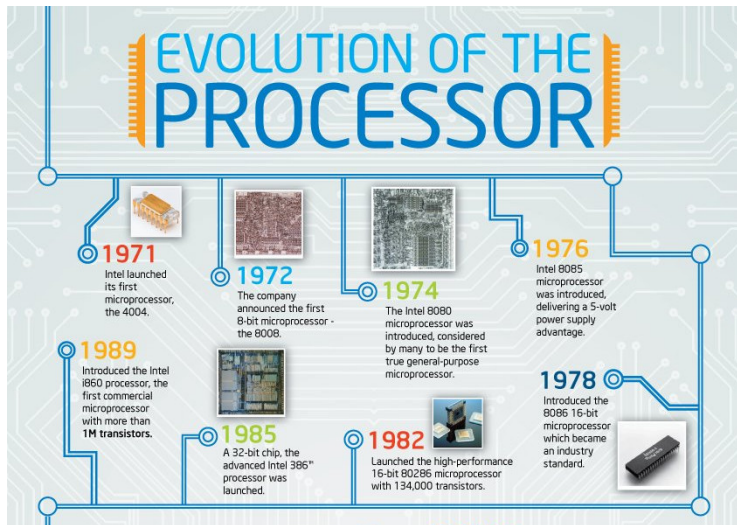 EVOLUTION OF THE
PROCESSOR
1971
Intel launched
its first
microprocessor,
the 4004.
1972
The company
announced the first
8-bit microprocessor -
the 8008.
1974
The Intel 8080
microprocessor was
introduced, considered
by many to be the first
true general-purpose
microprocessor.
1976
Intel 8085
microprocessor
was introduced,
delivering a 5-volt
power supply
advantage.
1978
Introduced the
8086 16-bit
microprocessor
which became
an industry
standard.
1982
Launched the high-performance
16-bit 80286 microprocessor
with 134,000 transistors.
1985
A 32-bit chip, the
advanced Intel 386™
processor was
launched.
1989
Introduced the Intel
i860 processor, the
first commercial
microprocessor
with more than
1M transistors.